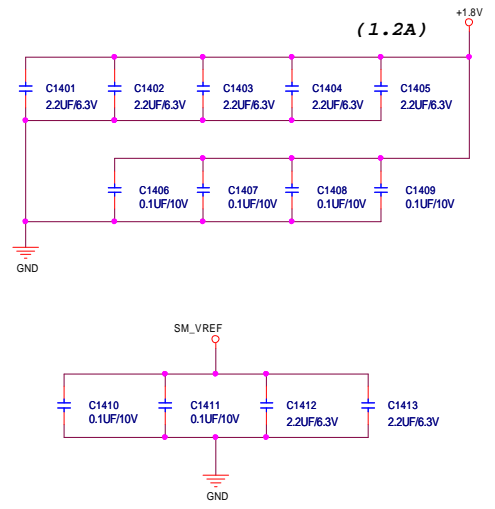 +1.8V
(1.2A)
C1401
2.2UF/6.3V
C1402
2.2UF/6.3V
C1403
2.2UF/6.3V
C1404
2.2UF/6.3V
C1405
2.2UF/6.3V
C1406
0.1UF/10V
C1407
0.1UF/10V
C1408
0.1UF/10V
C1409
0.1UF/10V
GND
SM_VREF
C1410
0.1UF/10V
C1411
0.1UF/10V
C1412
2.2UF/6.3V
C1413
2.2UF/6.3V
GND